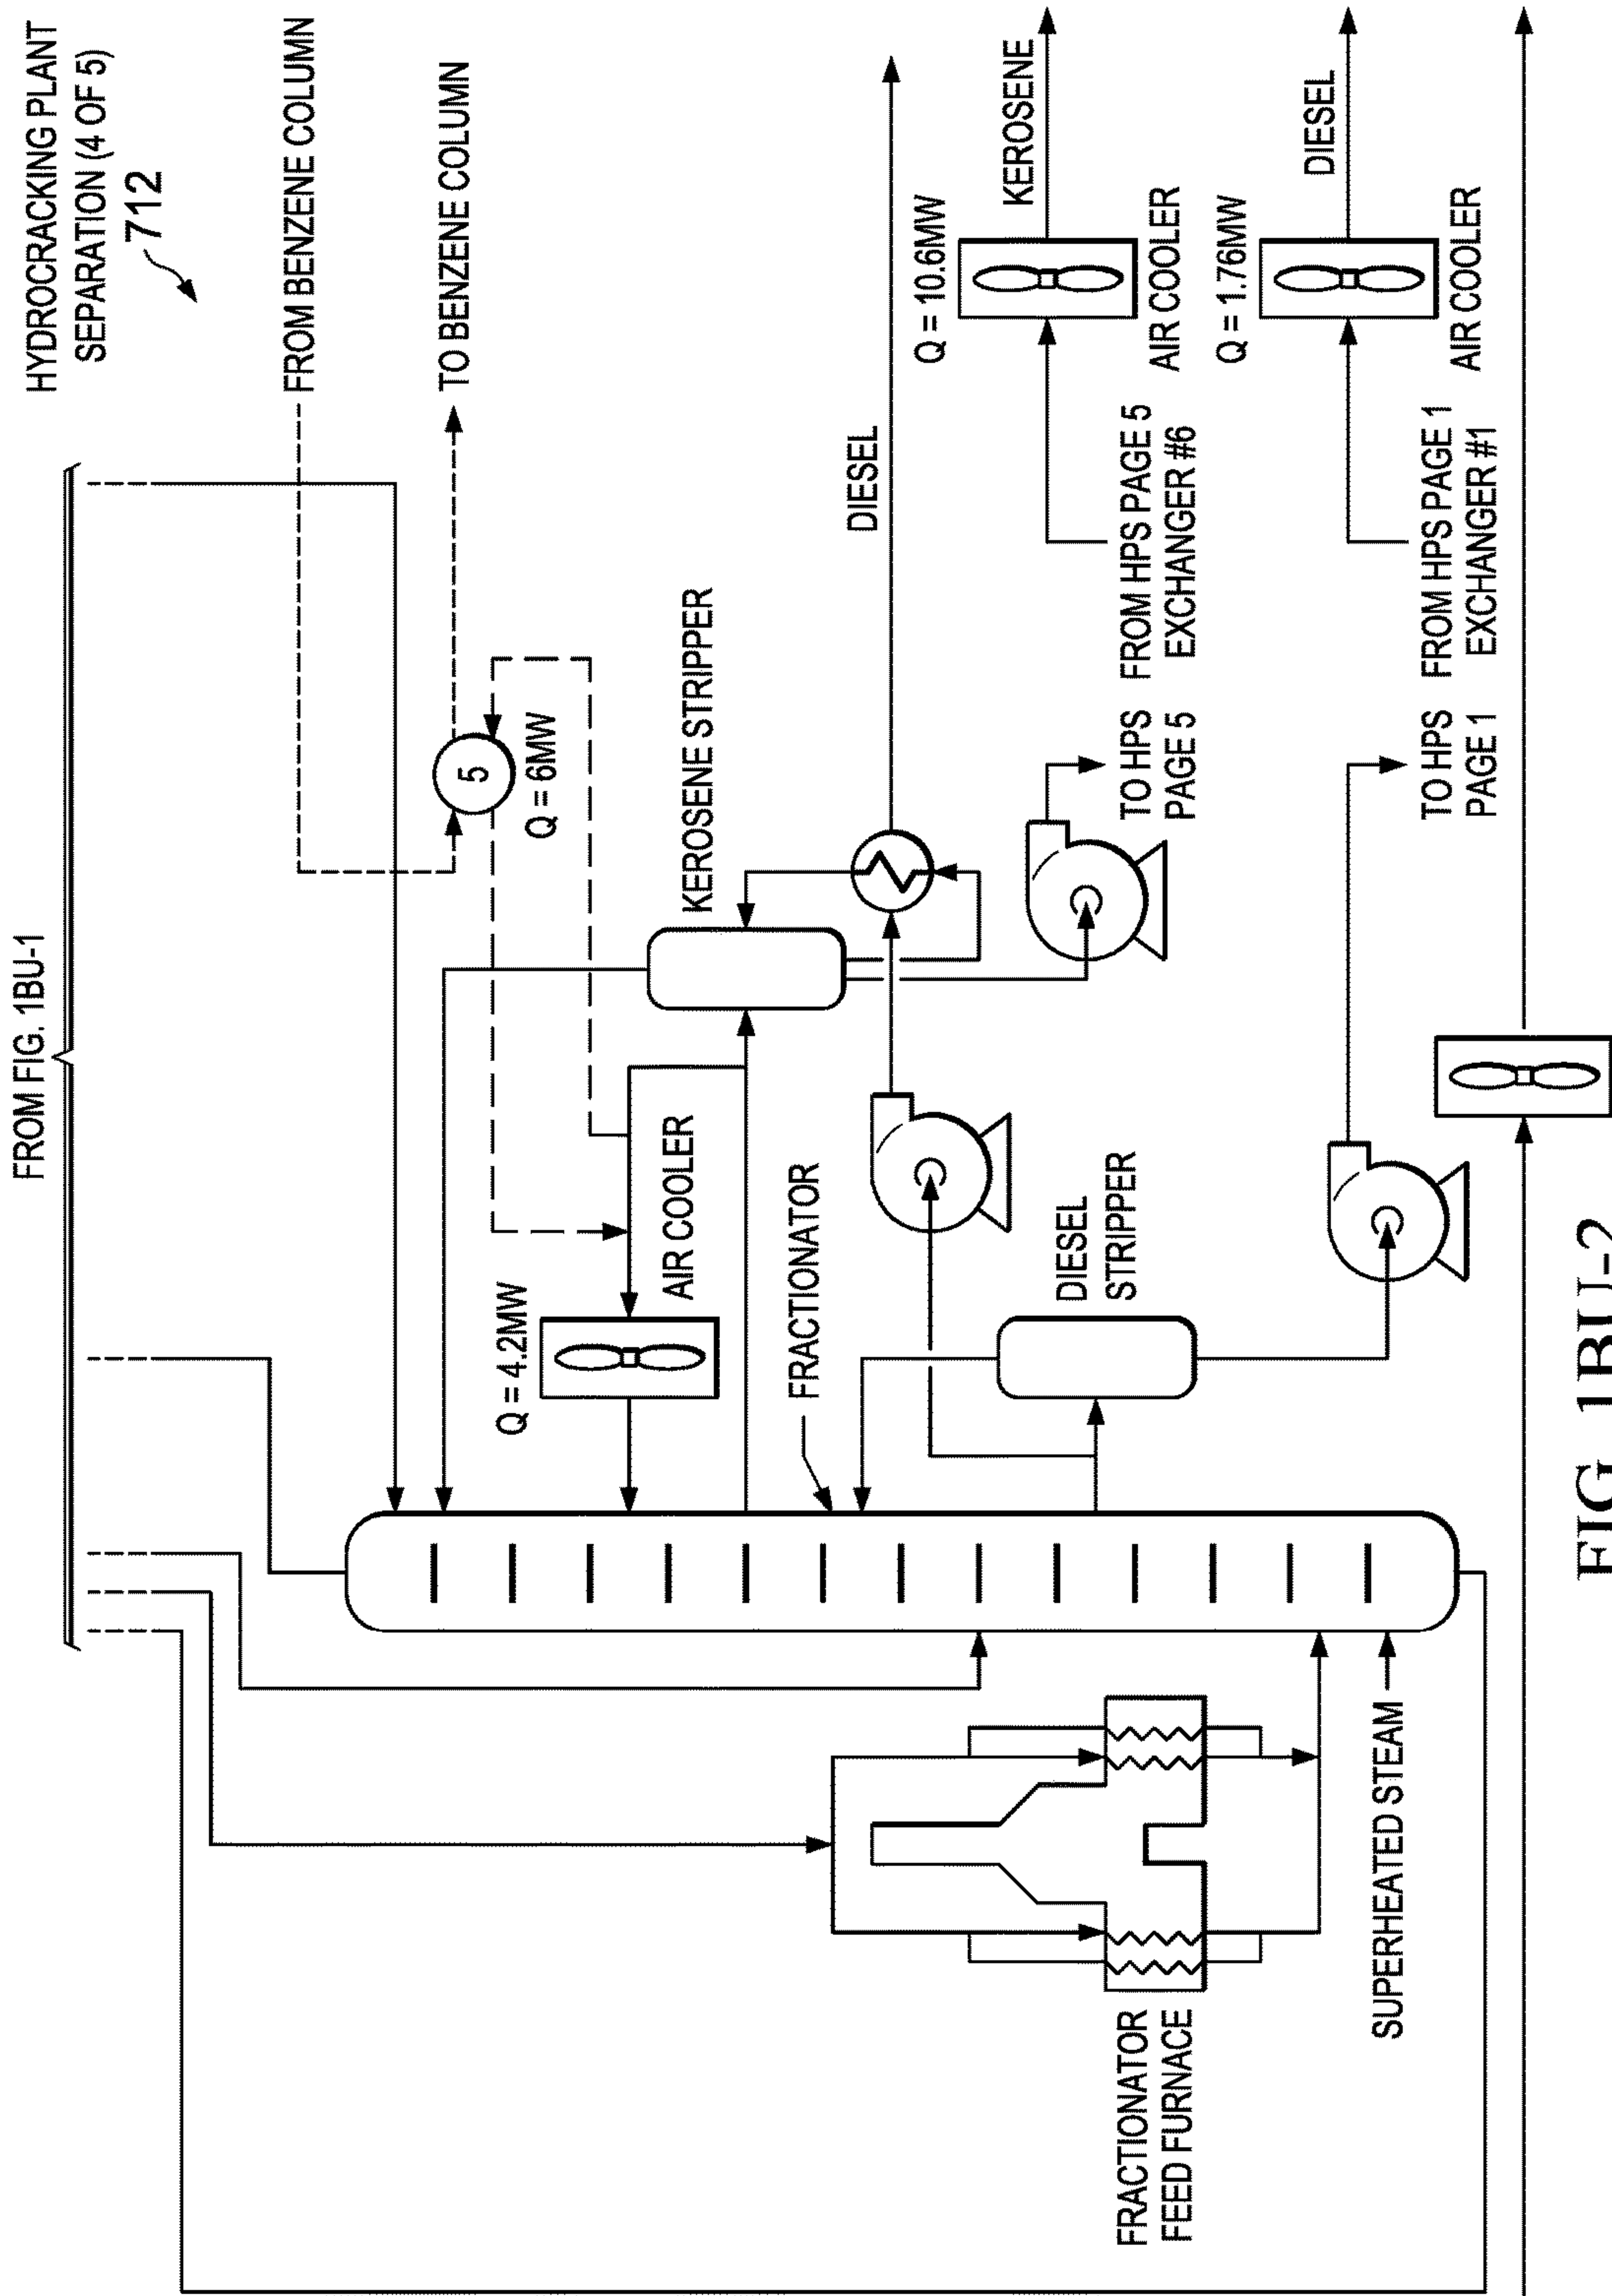 FROM FIG. 1BU-1
HYDROCRACKING PLANT
SEPARATION (4 OF 5)
712
FROM BENZENE COLUMN
TO BENZENE COLUMN
5
Q = 6MW
Q = 4.2MW
AIR COOLER
KEROSENE STRIPPER
FRACTIONATOR
DIESEL
Q = 10.6MW
KEROSENE
AIR COOLER
TO HPS
PAGE 5
FROM HPS PAGE 5
EXCHANGER #6
DIESEL
STRIPPER
Q = 1.76MW
DIESEL
AIR COOLER
TO HPS
PAGE 1
FROM HPS PAGE 1
EXCHANGER #1
FRACTIONATOR
FEED FURNACE
SUPERHEATED STEAM
FIG. 1BU-2